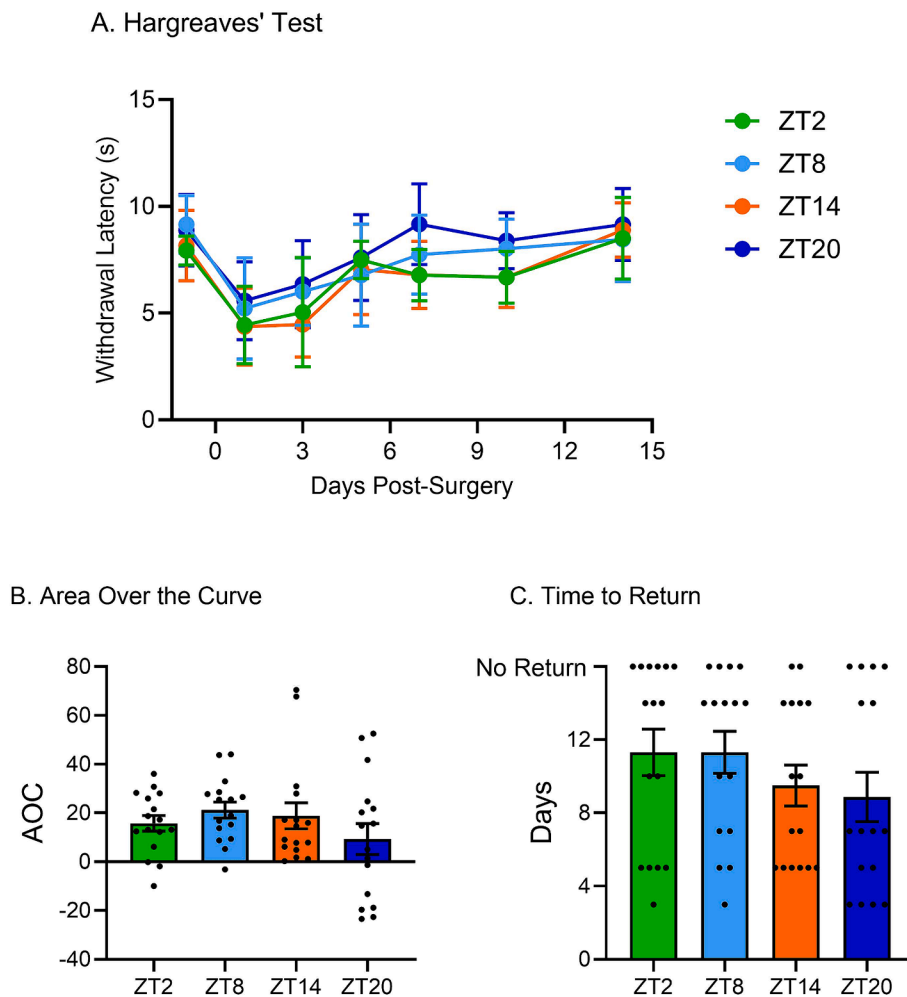 A. Hargreaves' Test
15
10
5
0
Withdrawal Latency (s)
0 3 6 9 12 15
Days Post-Surgery
ZT2
ZT8
ZT14
ZT20
B. Area Over the Curve
80
60
40
20
0
-20
-40
AOC
ZT2 ZT8 ZT14 ZT20
C. Time to Return
No Return
12
8
4
0
Days
ZT2 ZT8 ZT14 ZT20